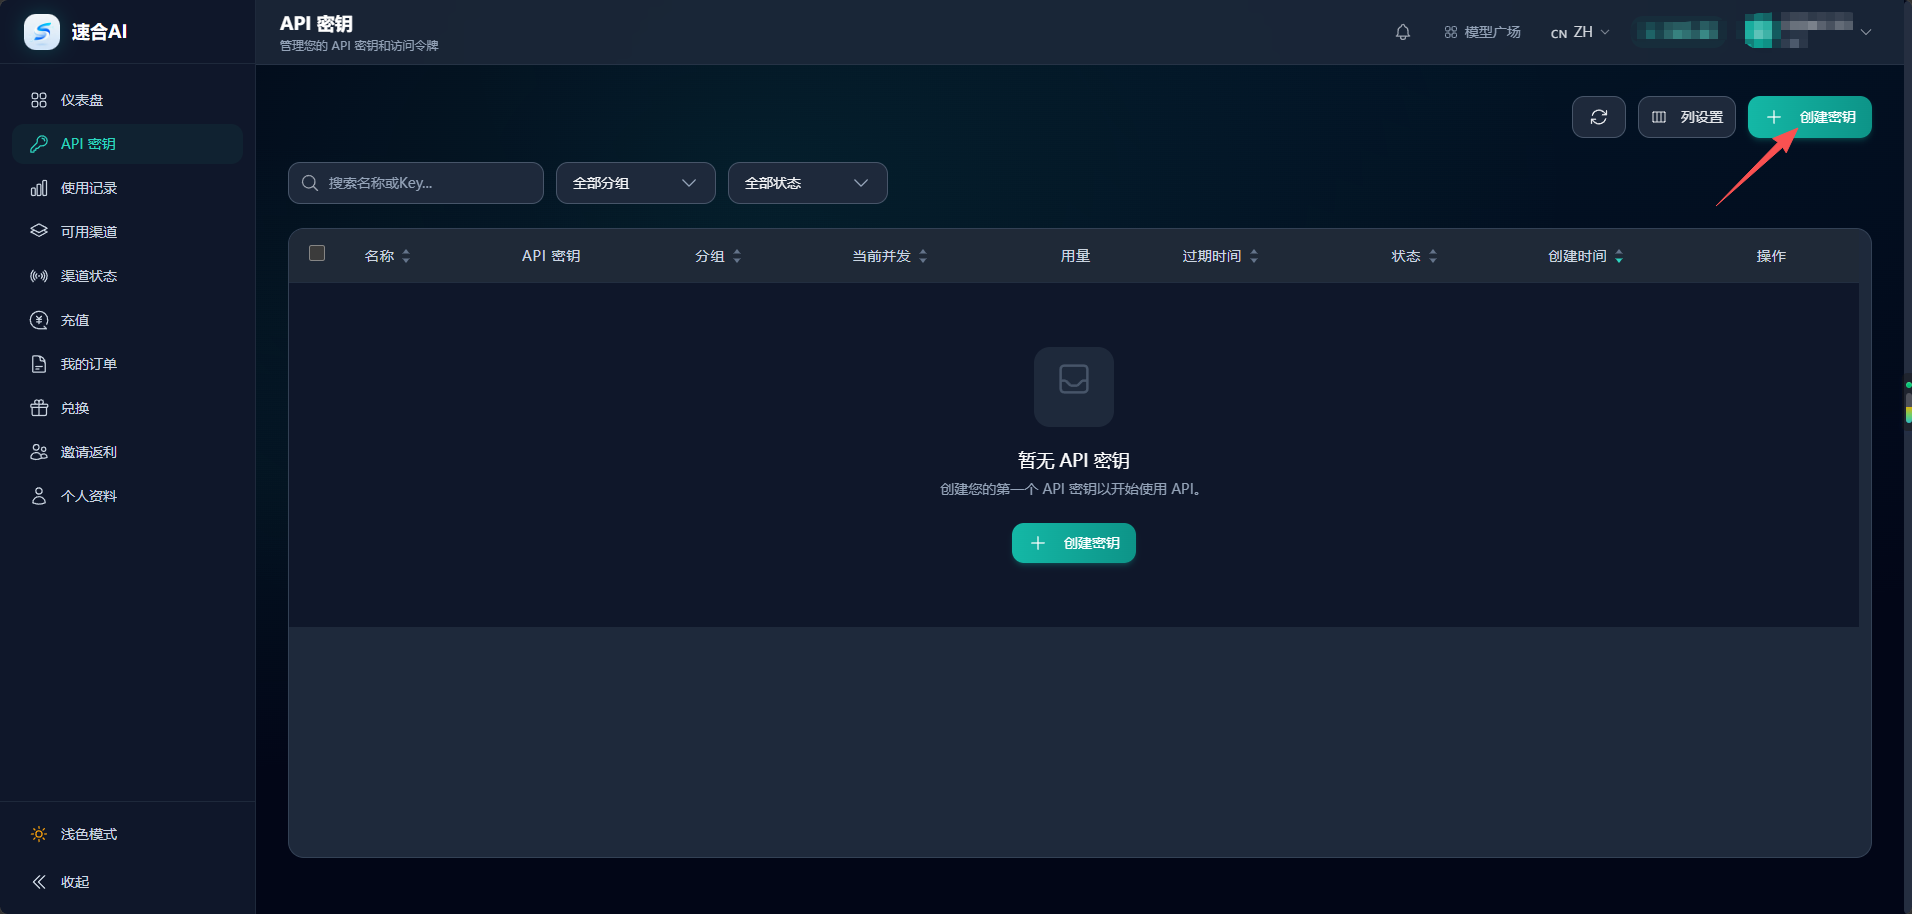 速合AI
API 密钥
管理您的 API 密钥和访问令牌
模型广场
CN ZH
仪表盘
API 密钥
使用记录
可用渠道
渠道状态
充值
我的订单
兑换
邀请返利
个人资料
浅色模式
收起
列设置
创建密钥
搜索名称或Key...
全部分组
全部状态
名称
API 密钥
分组
当前并发
用量
过期时间
状态
创建时间
操作
暂无 API 密钥
创建您的第一个 API 密钥以开始使用 API。
创建密钥